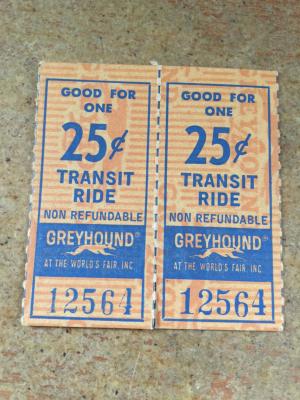 GOOD FOR
ONE
25¢
TRANSIT
RIDE
NON REFUNDABLE
GREYHOUND®
AT THE WORLD'S FAIR, INC.
12564
GOOD FOR
ONE
25¢
TRANSIT
RIDE
NON REFUNDABLE
GREYHOUND®
AT THE WORLD'S FAIR, INC.
12564